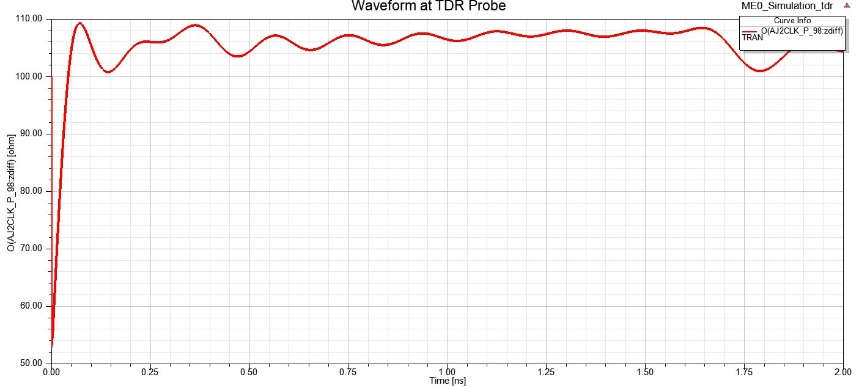 Waveform at TDR Probe
ME0_Simulation_tdr
Curve Info
O(AJ2CLK_P_98:zdiff)
TRAN
O(AJ2CLK_P_98:zdiff) [ohm]
110.00
100.00
90.00
80.00
70.00
60.00
50.00
0.00 0.25 0.50 0.75 1.00 1.25 1.50 1.75 2.00
Time [ns]